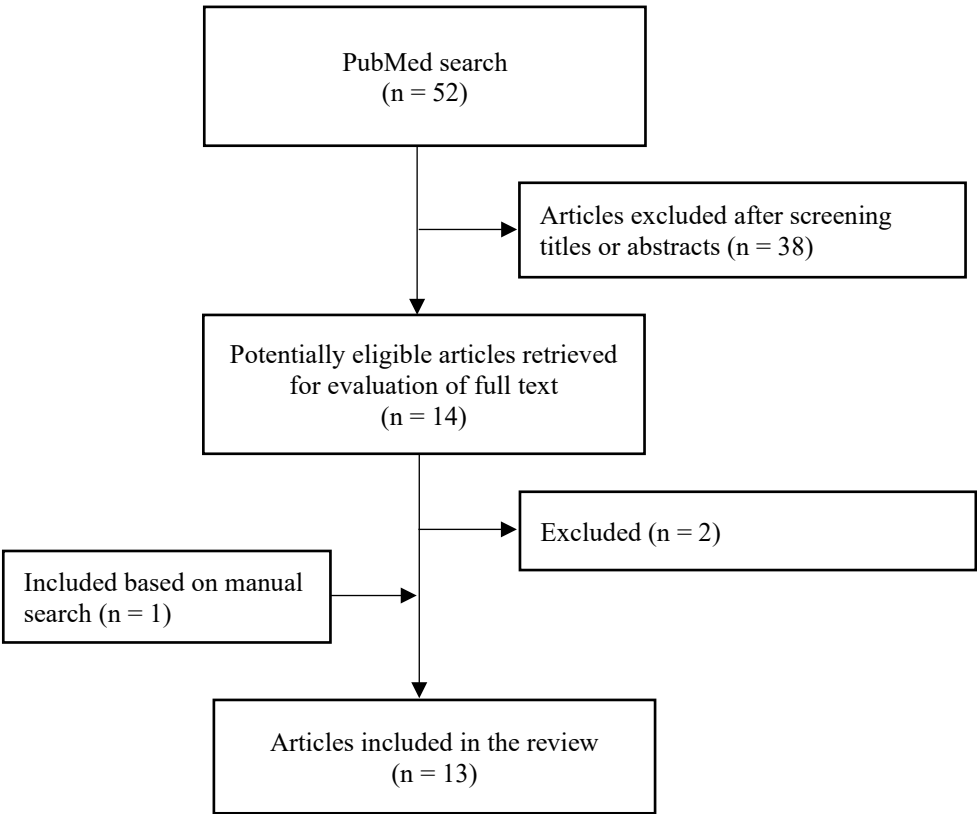 PubMed search
(n = 52)
Articles excluded after screening
titles or abstracts (n = 38)
Potentially eligible articles retrieved
for evaluation of full text
(n = 14)
Excluded (n = 2)
Included based on manual
search (n = 1)
Articles included in the review
(n = 13)